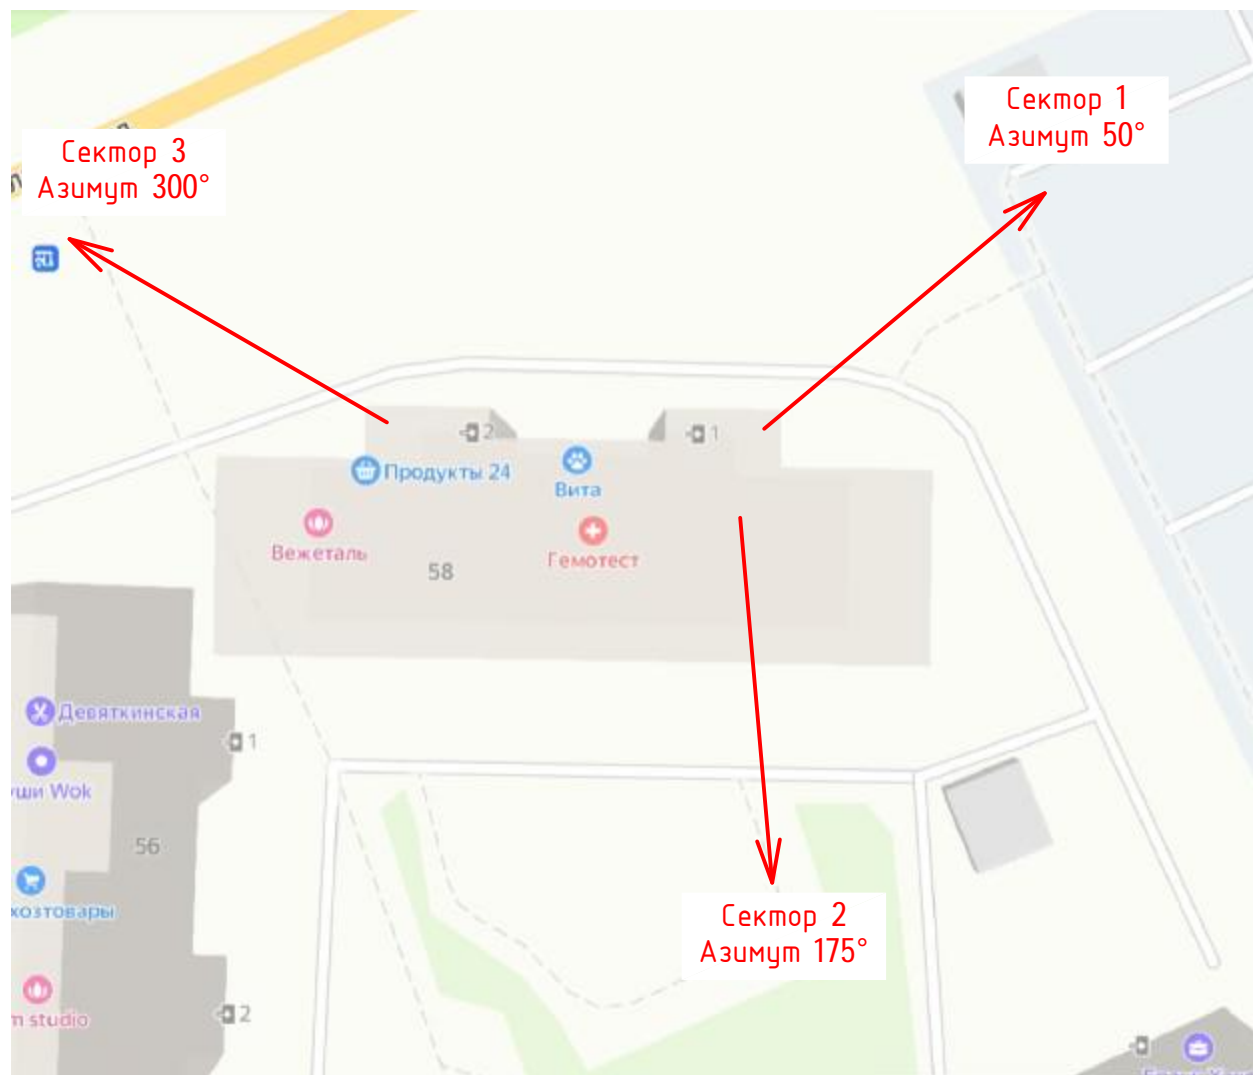 Сектор 1
Азимут 50°
Сектор 3
Азимут 300°
2
1
Продукты 24
Вита
Вежеталь
Гемотест
58
Девяткинская
1
уши Wok
56
хозтовары
Сектор 2
Азимут 175°
m studio
2